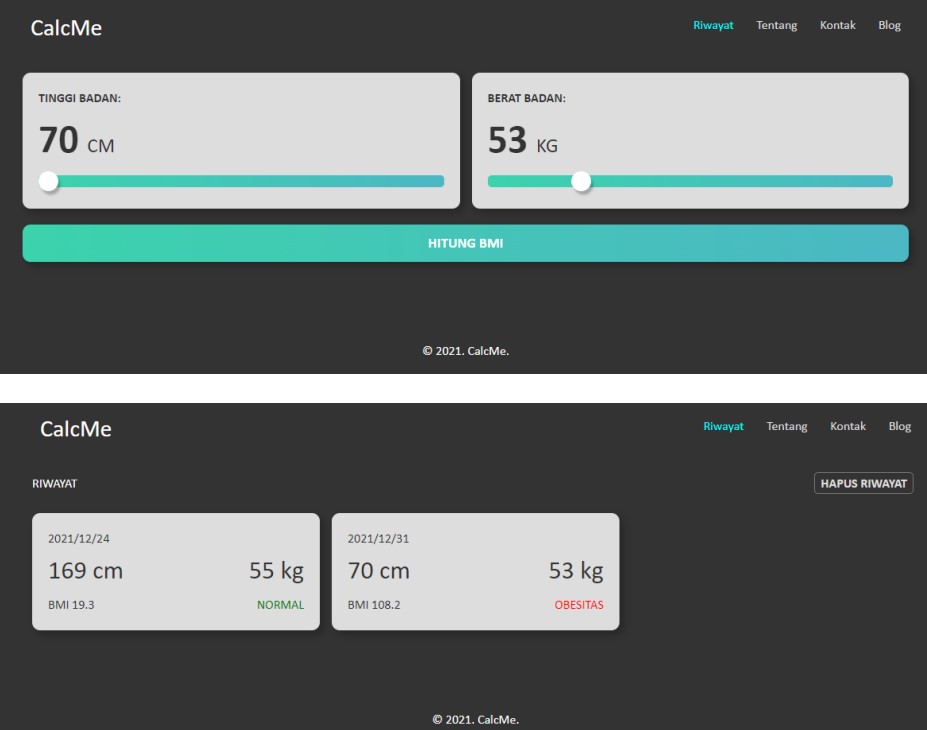 CalcMe
Riwayat Tentang Kontak Blog
TINGGI BADAN:
70 CM
BERAT BADAN:
53 KG
HITUNG BMI
© 2021. CalcMe.
CalcMe
Riwayat Tentang Kontak Blog
RIWAYAT
HAPUS RIWAYAT
2021/12/24
169 cm 55 kg
BMI 19.3 NORMAL
2021/12/31
70 cm 53 kg
BMI 108.2 OBESITAS
© 2021. CalcMe.